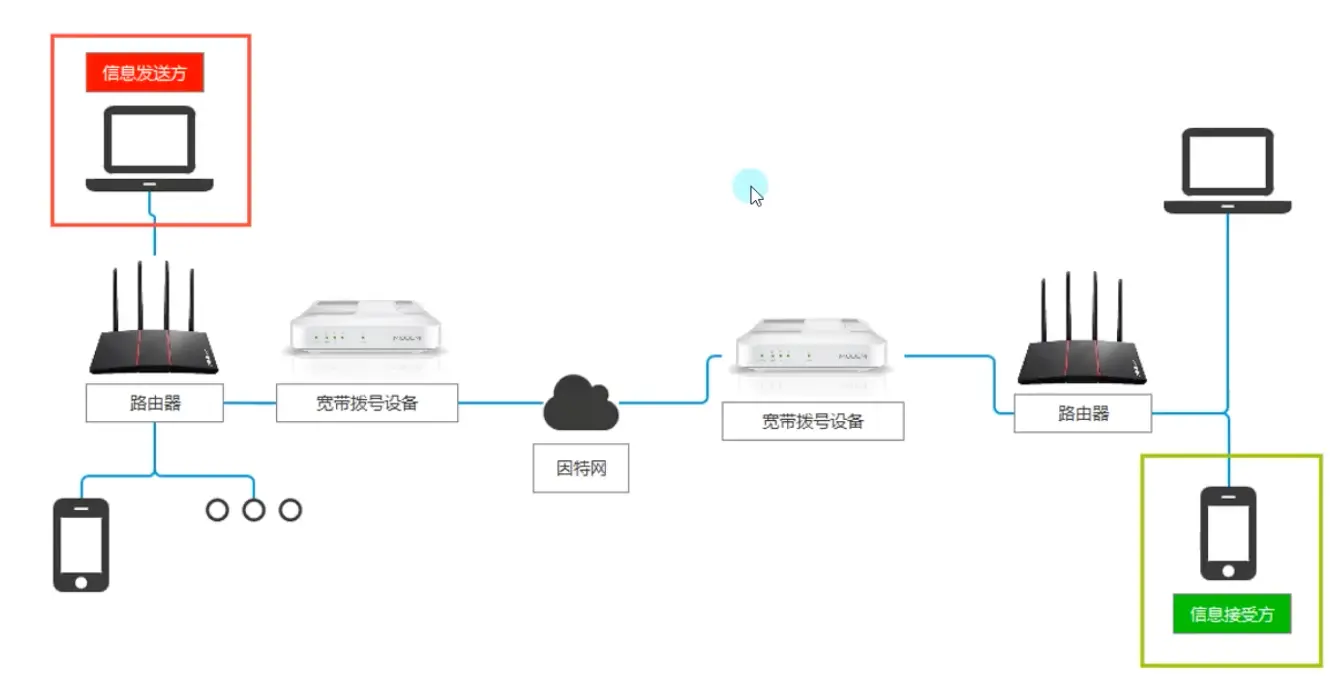 信息发送方
路由器
宽带拨号设备
因特网
宽带拨号设备
路由器
信息接受方